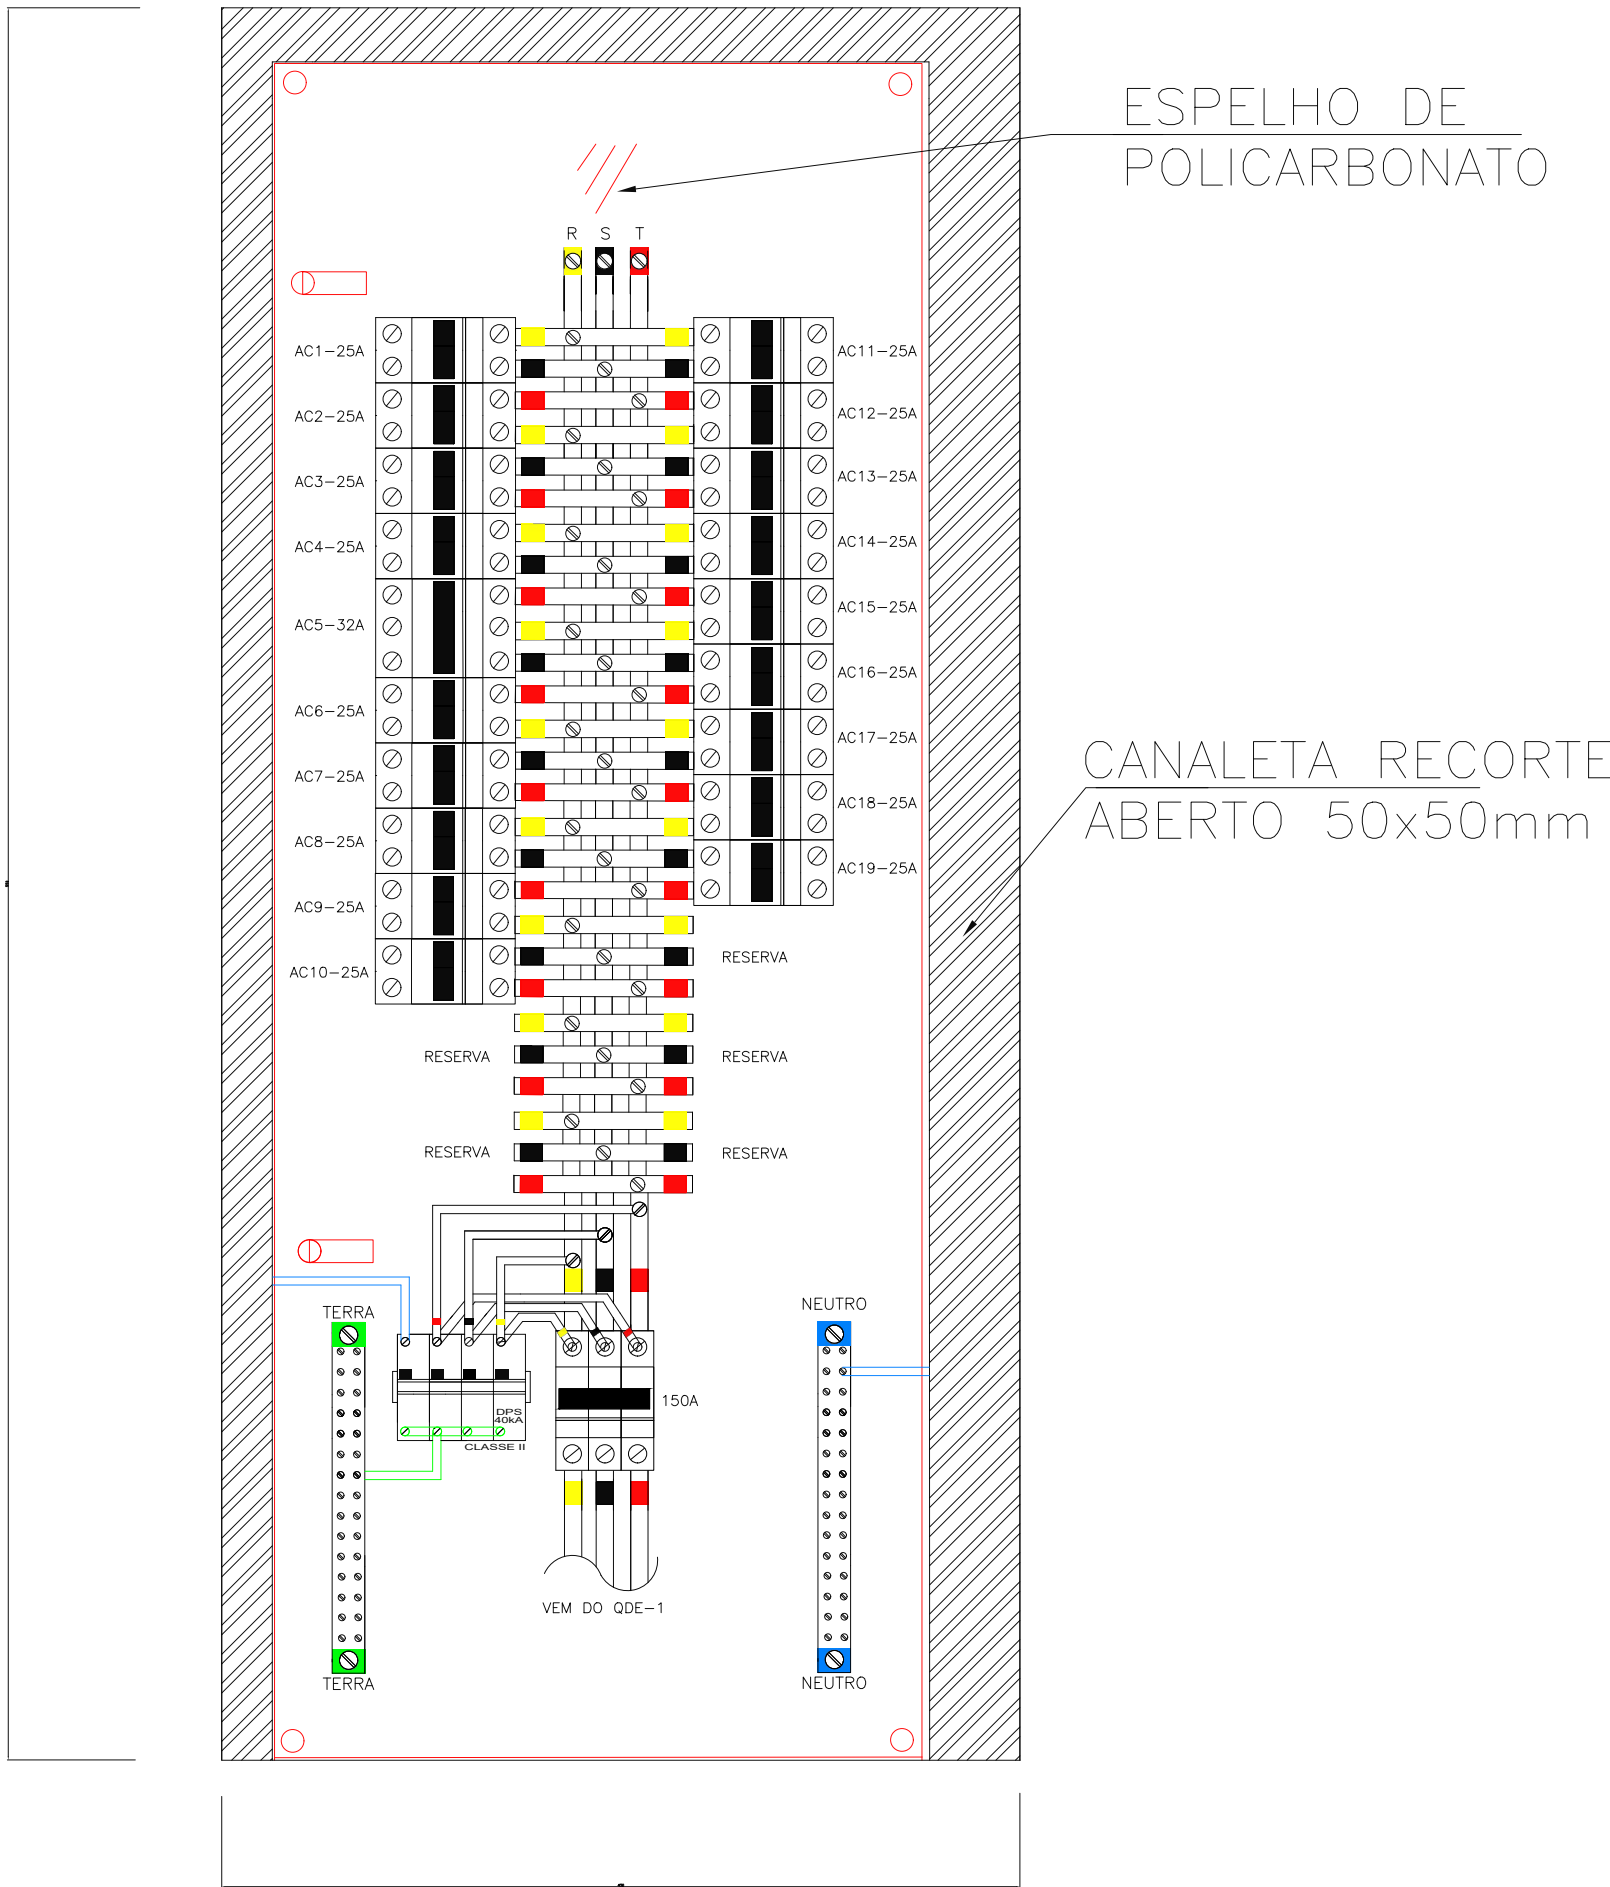 ESPELHO DE
POLICARBONATO
R S T
AC1-25A
AC2-25A
AC3-25A
AC4-25A
AC5-32A
AC6-25A
AC7-25A
AC8-25A
AC9-25A
AC10-25A
AC11-25A
AC12-25A
AC13-25A
AC14-25A
AC15-25A
AC16-25A
AC17-25A
AC18-25A
AC19-25A
CANALETA RECORTE
ABERTO 50x50mm
RESERVA
RESERVA
RESERVA
RESERVA
RESERVA
TERRA
NEUTRO
150A
DPS
40kA
CLASSE II
VEM DO QDE-1
TERRA
NEUTRO